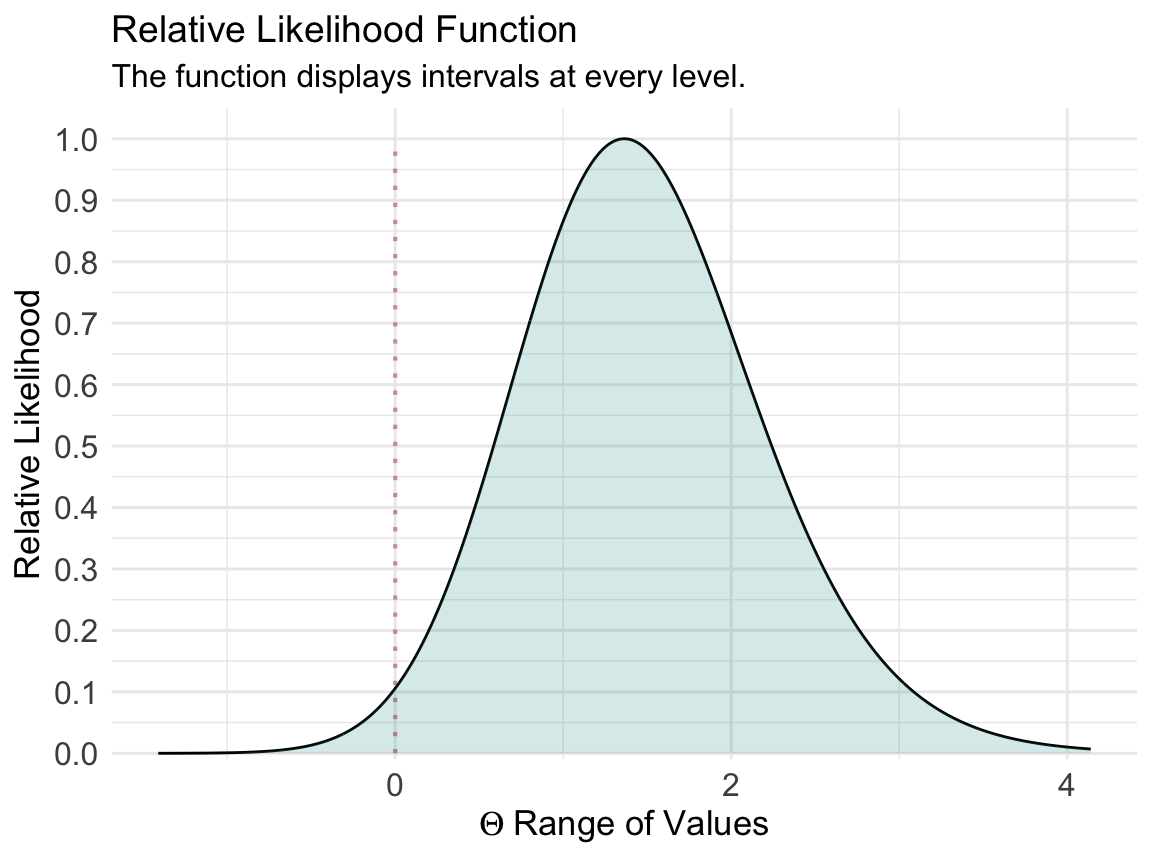 Relative Likelihood Function
The function displays intervals at every level.
Relative Likelihood
1.0
0.9
0.8
0.7
0.6
0.5
0.4
0.3
0.2
0.1
0.0
0 2 4
Θ Range of Values